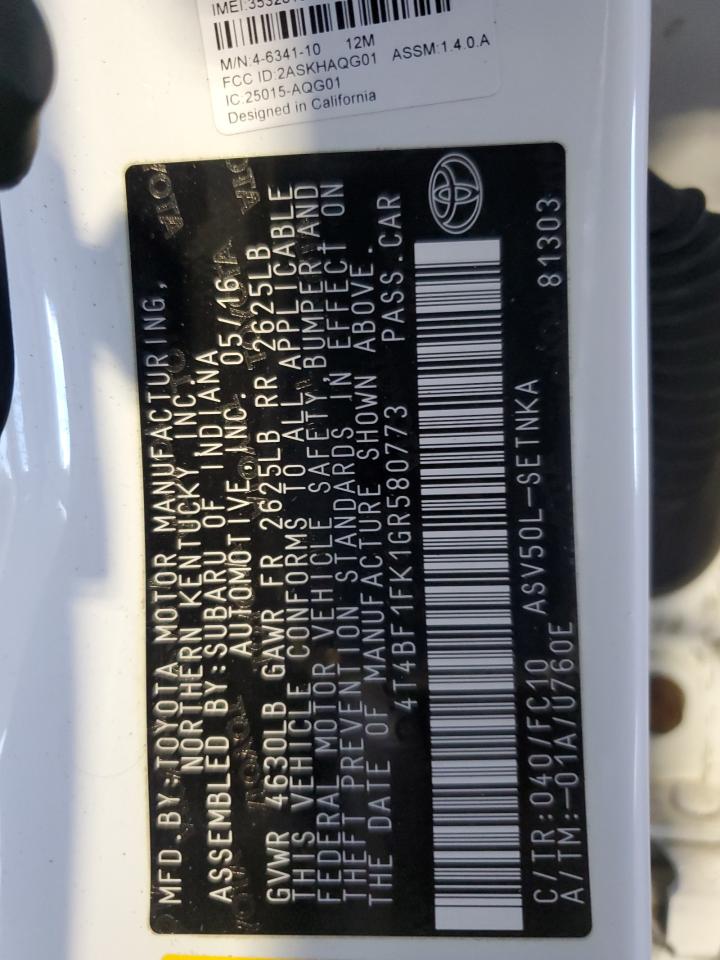 M/N:4-6341-10 12M
FCC ID:2ASKHAQG01 ASSM:1.4.0.A
IC:25015-AQG01
Designed in California
MFD.BY:TOYOTA MOTOR MANUFACTURING,
NORTHERN KENTUCKY, INC.
ASSEMBLED BY:SUBARU OF INDIANA
AUTOMOTIVE, INC. 05/16
GVWR 4630LB GAWR FR 2625LB RR 2625LB
THIS VEHICLE CONFORMS TO ALL APPLICABLE
FEDERAL MOTOR VEHICLE SAFETY, BUMPER, AND
THEFT PREVENTION STANDARDS IN EFFECT ON
THE DATE OF MANUFACTURE SHOWN ABOVE.
4T4BF1FK1GR580773 PASS.CAR
C/TR:040/FC10 ASV50L-SETNKA 81303
A/TM:-01A/U760E